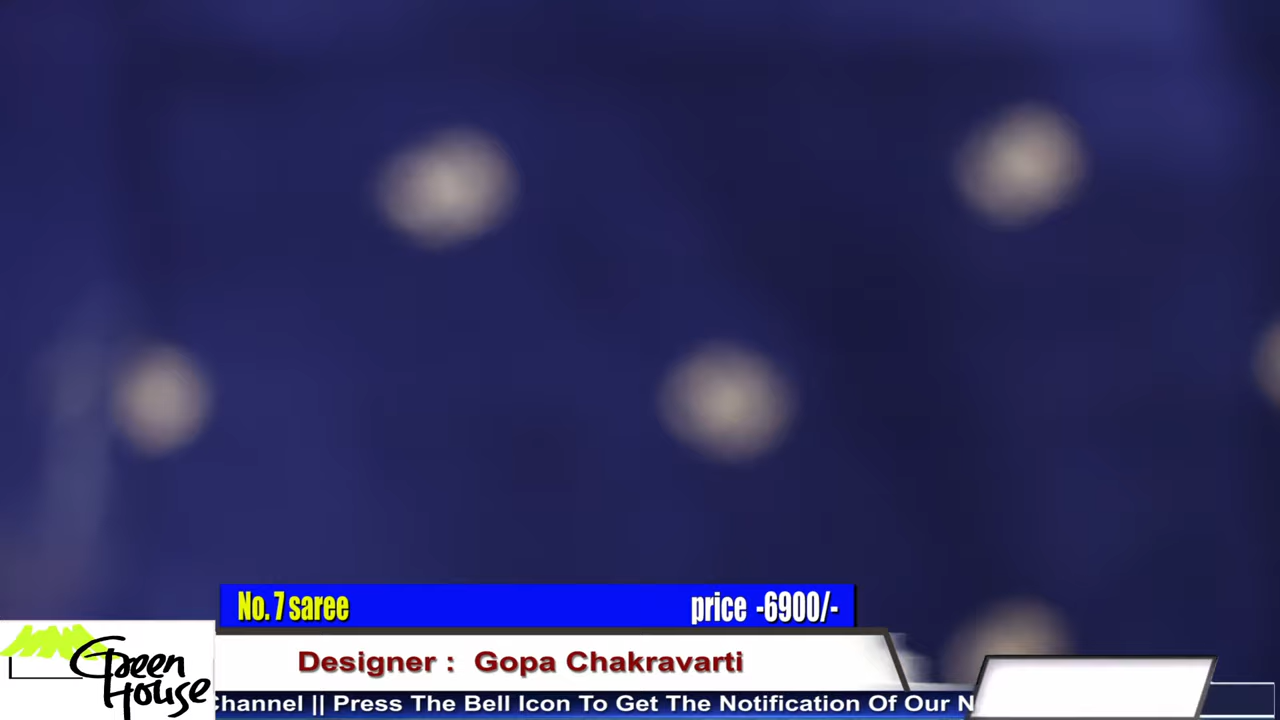 No. 7 saree price -6900/-
Designer : Gopa Chakravarti
Green
House
Channel || Press The Bell Icon To Get The Notification Of Our N